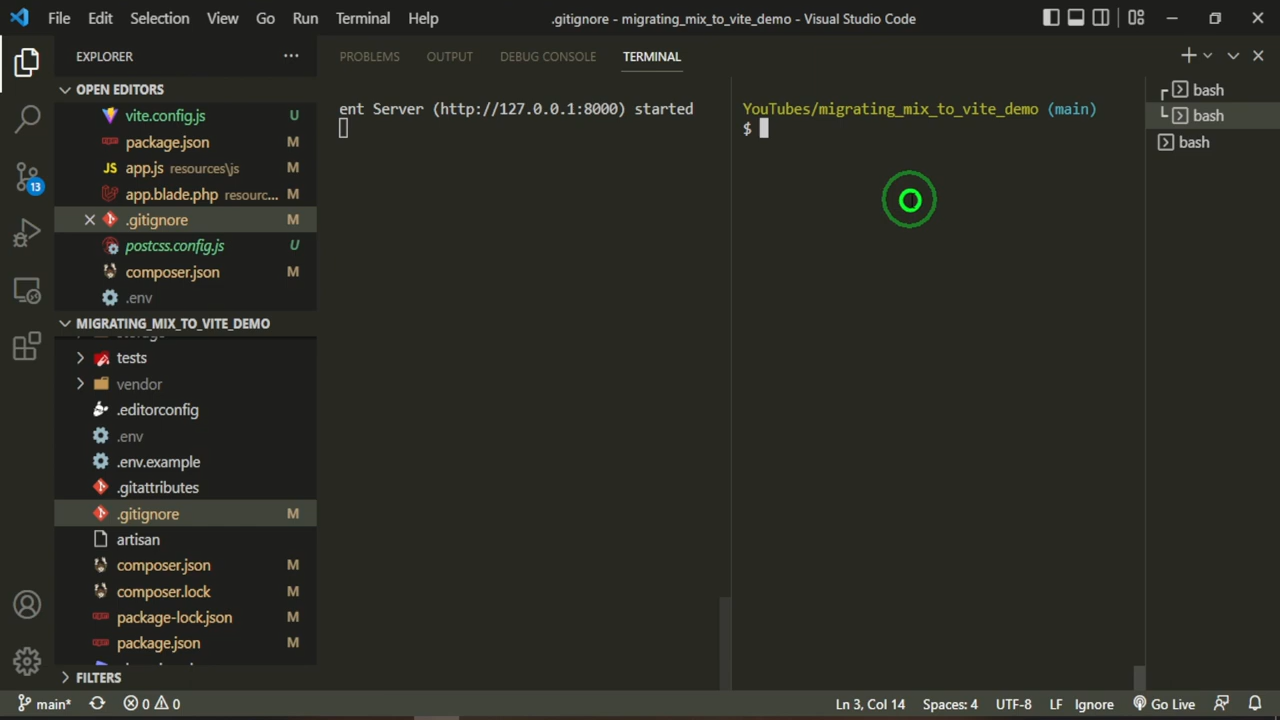 File Edit Selection View Go Run Terminal Help
.gitignore - migrating_mix_to_vite_demo - Visual Studio Code
EXPLORER
OPEN EDITORS
vite.config.js U
package.json M
JS app.js resources\js M
app.blade.php resourc... M
.gitignore M
postcss.config.js U
composer.json M
.env
MIGRATING_MIX_TO_VITE_DEMO
tests
vendor
.editorconfig
.env
.env.example
.gitattributes
.gitignore M
artisan
composer.json M
composer.lock M
package-lock.json M
package.json M
FILTERS
13
PROBLEMS OUTPUT DEBUG CONSOLE TERMINAL
ent Server (http://127.0.0.1:8000) started
YouTubes/migrating_mix_to_vite_demo (main)
$
bash
bash
bash
main* 0 0
Ln 3, Col 14 Spaces: 4 UTF-8 LF Ignore Go Live